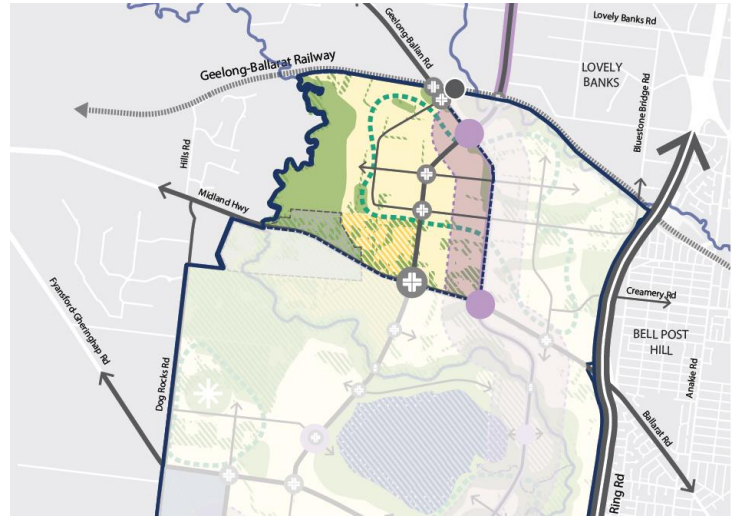 Lovely Banks Rd
Geelong-Ballan Rd
Geelong-Ballarat Railway
LOVELY
BANKS
Bluestone Bridge Rd
Hills Rd
Midland Hwy
Fyansford-Gheringhap Rd
Creamery Rd
BELL POST
HILL
Anakie Rd
Dog Rocks Rd
Ballarat Rd
Ring Rd